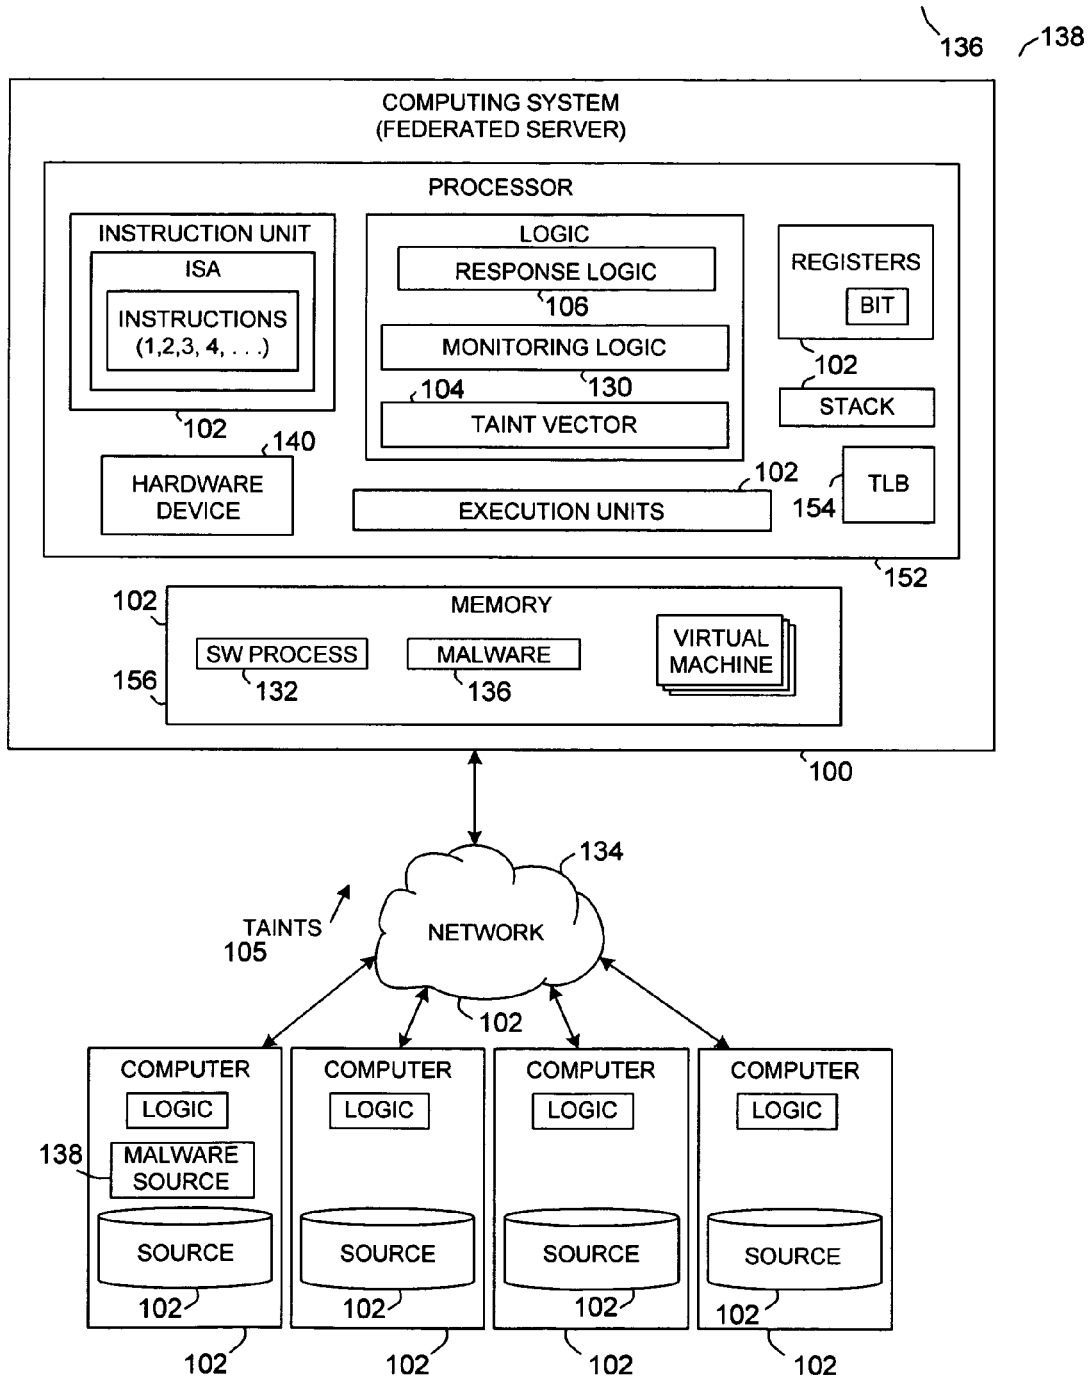 136
138
COMPUTING SYSTEM
(FEDERATED SERVER)
PROCESSOR
INSTRUCTION UNIT
ISA
INSTRUCTIONS
(1,2,3, 4, . . .)
102
LOGIC
RESPONSE LOGIC
106
MONITORING LOGIC
104
130
TAINT VECTOR
REGISTERS
BIT
102
STACK
140
HARDWARE
DEVICE
102
EXECUTION UNITS
154
TLB
152
102
MEMORY
156
SW PROCESS
132
MALWARE
136
VIRTUAL
MACHINE
100
134
TAINTS
105
NETWORK
102
COMPUTER
LOGIC
138
MALWARE
SOURCE
SOURCE
102
102
COMPUTER
LOGIC
SOURCE
102
102
COMPUTER
LOGIC
SOURCE
102
102
COMPUTER
LOGIC
SOURCE
102
102